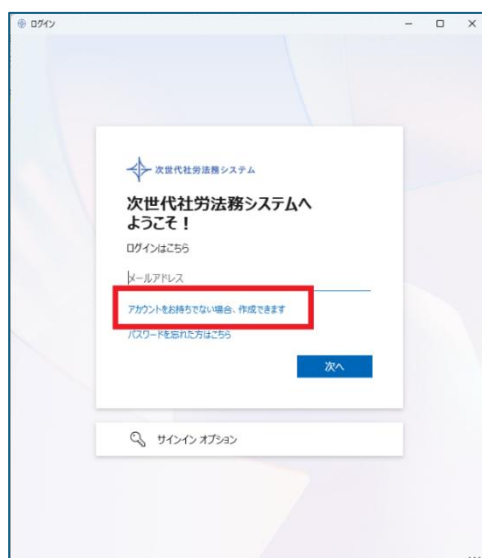 ログイン
次世代社労法務システム
次世代社労法務システムへ
ようこそ！
ログインはこちら
メールアドレス
アカウントをお持ちでない場合、作成できます
パスワードを忘れた方はこちら
次へ
サインイン オプション